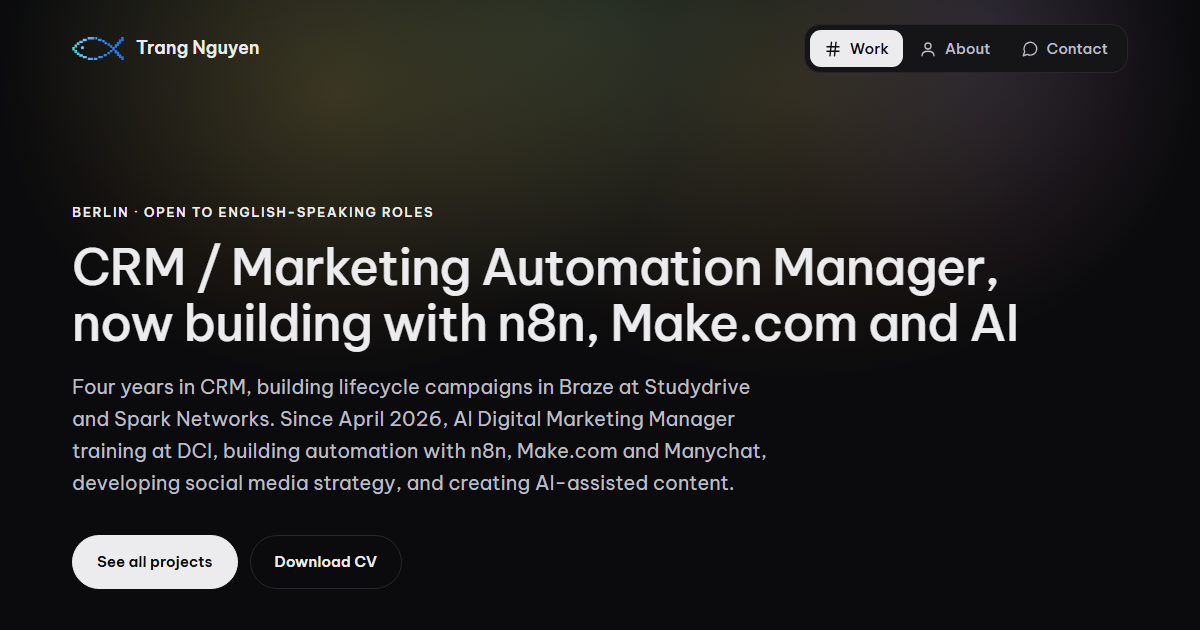 Trang Nguyen
Work
About
Contact
BERLIN · OPEN TO ENGLISH-SPEAKING ROLES
CRM / Marketing Automation Manager,
now building with n8n, Make.com and AI
Four years in CRM, building lifecycle campaigns in Braze at Studydrive
and Spark Networks. Since April 2026, AI Digital Marketing Manager
training at DCI, building automation with n8n, Make.com and Manychat,
developing social media strategy, and creating AI-assisted content.
See all projects
Download CV